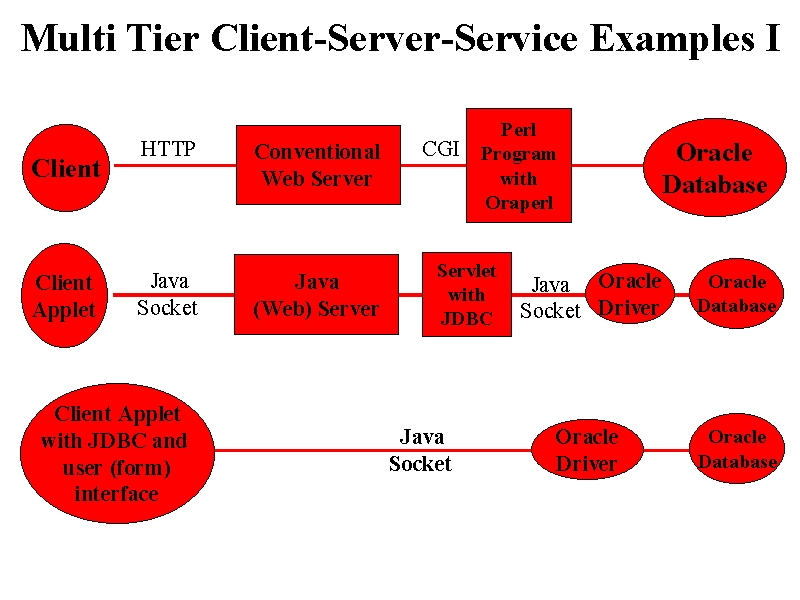 Multi Tier Client-Server-Service Examples I
Client
HTTP
Conventional
Web Server
CGI
Perl
Program
with
Oraperl
Oracle
Database
Client
Applet
Java
Socket
Java
(Web) Server
Servlet
with
JDBC
Java
Socket
Oracle
Driver
Oracle
Database
Client Applet
with JDBC and
user (form)
interface
Java
Socket
Oracle
Driver
Oracle
Database